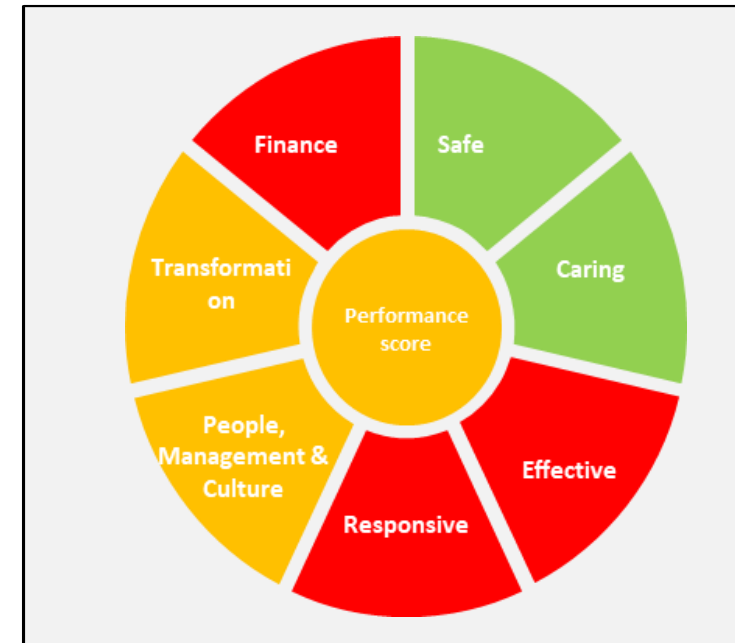 Finance
Safe
Transformati
on
Caring
Performance
score
People,
Management &
Culture
Effective
Responsive